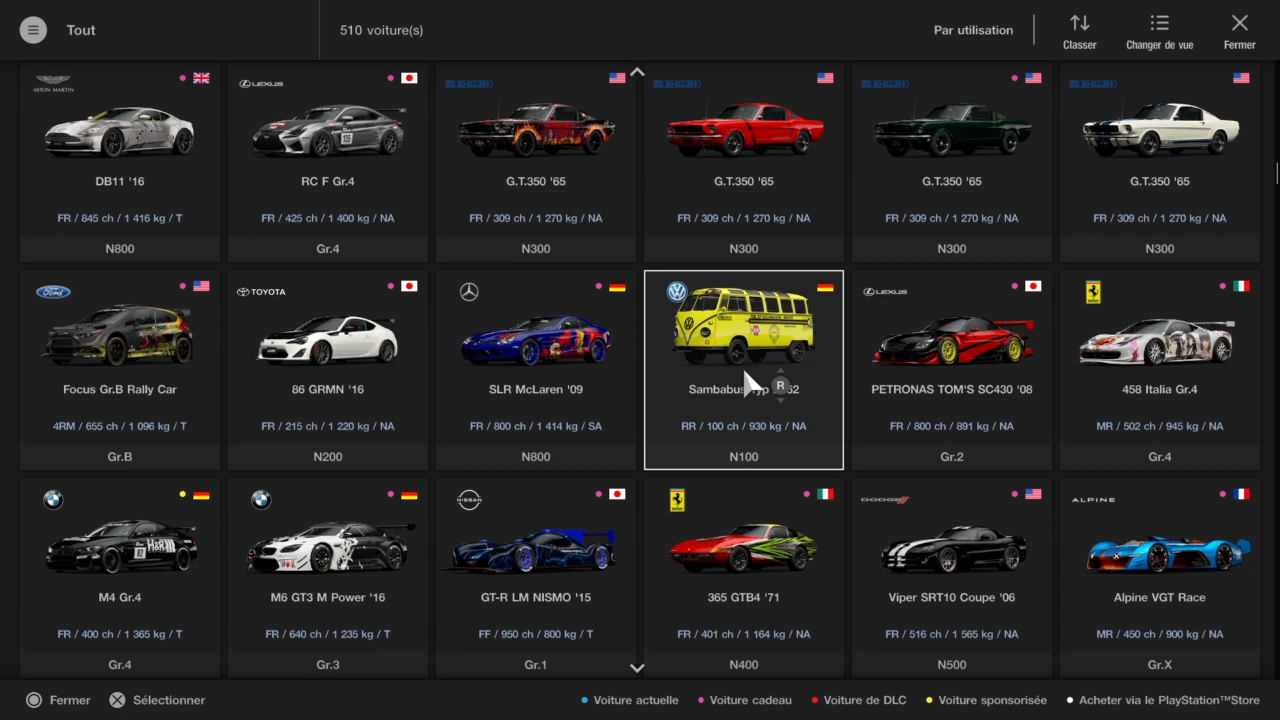 Tout
510 voiture(s)
Par utilisation
Classer
Changer de vue
Fermer
ASTON MARTIN
DB11 '16
FR / 845 ch / 1 416 kg / T
N800
LEXUS
RC F Gr.4
FR / 425 ch / 1 400 kg / NA
Gr.4
SHELBY
G.T.350 '65
FR / 309 ch / 1 270 kg / NA
N300
SHELBY
G.T.350 '65
FR / 309 ch / 1 270 kg / NA
N300
SHELBY
G.T.350 '65
FR / 309 ch / 1 270 kg / NA
N300
SHELBY
G.T.350 '65
FR / 309 ch / 1 270 kg / NA
N300
Ford
Focus Gr.B Rally Car
4RM / 655 ch / 1 096 kg / T
Gr.B
TOYOTA
86 GRMN '16
FR / 215 ch / 1 220 kg / NA
N200
SLR McLaren '09
FR / 800 ch / 1 414 kg / SA
N800
Sambabus Typ 62
R
RR / 100 ch / 930 kg / NA
N100
LEXUS
PETRONAS TOM'S SC430 '08
FR / 800 ch / 891 kg / NA
Gr.2
458 Italia Gr.4
MR / 502 ch / 945 kg / NA
Gr.4
BMW
H&R
M4 Gr.4
FR / 400 ch / 1 365 kg / T
Gr.4
BMW
M6 GT3 M Power '16
FR / 640 ch / 1 235 kg / T
Gr.3
NISSAN
GT-R LM NISMO '15
FF / 950 ch / 800 kg / T
Gr.1
365 GTB4 '71
FR / 401 ch / 1 164 kg / NA
N400
DODGE
Viper SRT10 Coupe '06
FR / 516 ch / 1 565 kg / NA
N500
ALPINE
Alpine VGT Race
MR / 450 ch / 900 kg / NA
Gr.X
Fermer
Sélectionner
Voiture actuelle
Voiture cadeau
Voiture de DLC
Voiture sponsorisée
Acheter via le PlayStation™Store